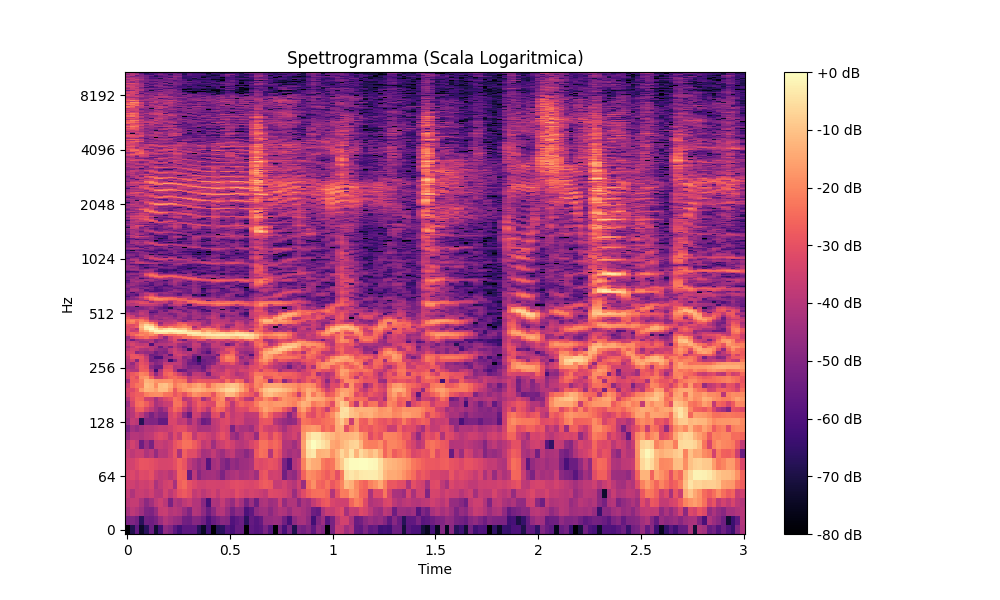 Spettrogramma (Scala Logaritmica)
8192
4096
2048
1024
512
256
128
64
0
Hz
0
0.5
1
1.5
2
2.5
3
Time
+0 dB
-10 dB
-20 dB
-30 dB
-40 dB
-50 dB
-60 dB
-70 dB
-80 dB